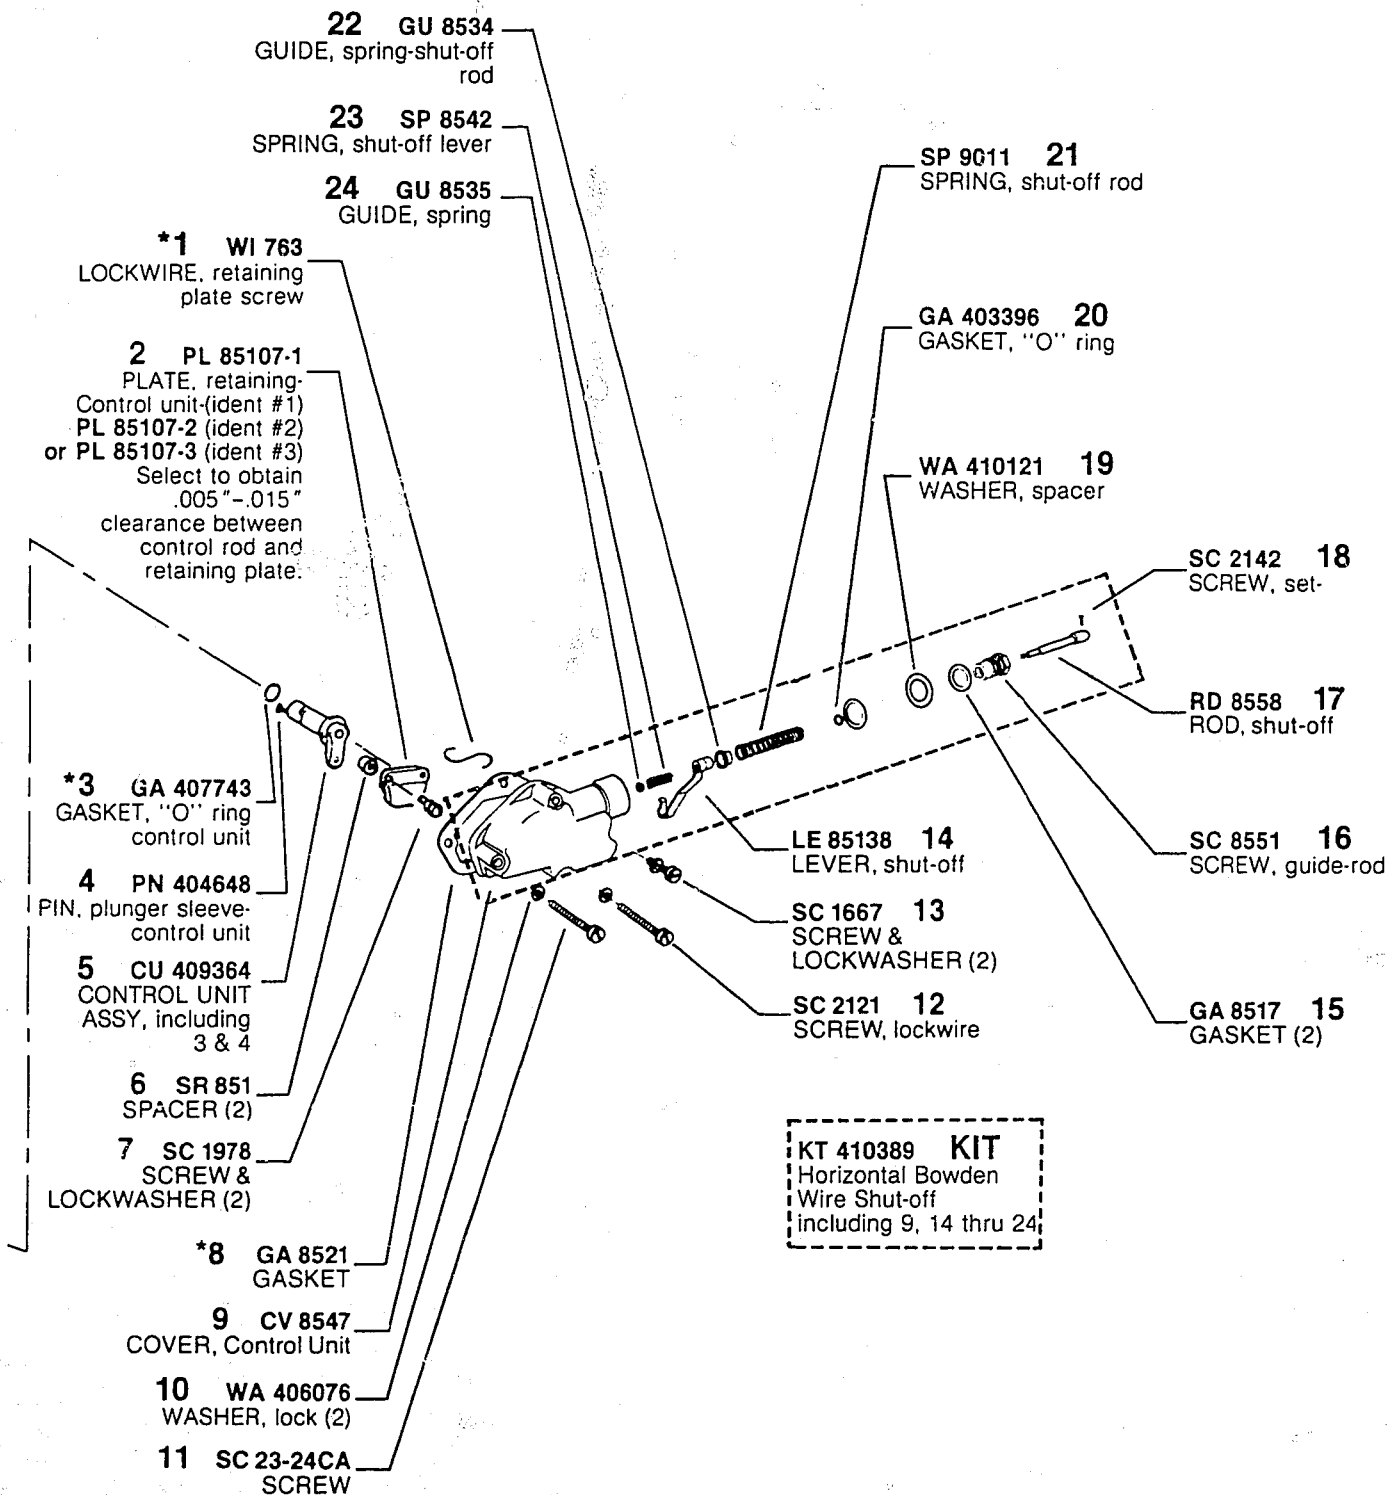 22 GU 8534
GUIDE, spring-shut-off
rod
23 SP 8542
SPRING, shut-off lever
24 GU 8535
GUIDE, spring
*1 WI 763
LOCKWIRE, retaining
plate screw
2 PL 85107-1
PLATE, retaining-
Control unit-(ident #1)
PL 85107-2 (ident #2)
or PL 85107-3 (ident #3)
Select to obtain
.005"-.015"
clearance between
control rod and
retaining plate.
*3 GA 407743
GASKET, "O" ring
control unit
4 PN 404648
PIN, plunger sleeve-
control unit
5 CU 409364
CONTROL UNIT
ASSY, including
3 & 4
6 SR 851
SPACER (2)
7 SC 1978
SCREW &
LOCKWASHER (2)
*8 GA 8521
GASKET
9 CV 8547
COVER, Control Unit
10 WA 406076
WASHER, lock (2)
11 SC 23-24CA
SCREW
SP 9011 21
SPRING, shut-off rod
GA 403396 20
GASKET, "O" ring
WA 410121 19
WASHER, spacer
SC 2142 18
SCREW, set-
RD 8558 17
ROD, shut-off
SC 8551 16
SCREW, guide-rod
GA 8517 15
GASKET (2)
LE 85138 14
LEVER, shut-off
SC 1667 13
SCREW &
LOCKWASHER (2)
SC 2121 12
SCREW, lockwire
KT 410389 KIT
Horizontal Bowden
Wire Shut-off
including 9, 14 thru 24